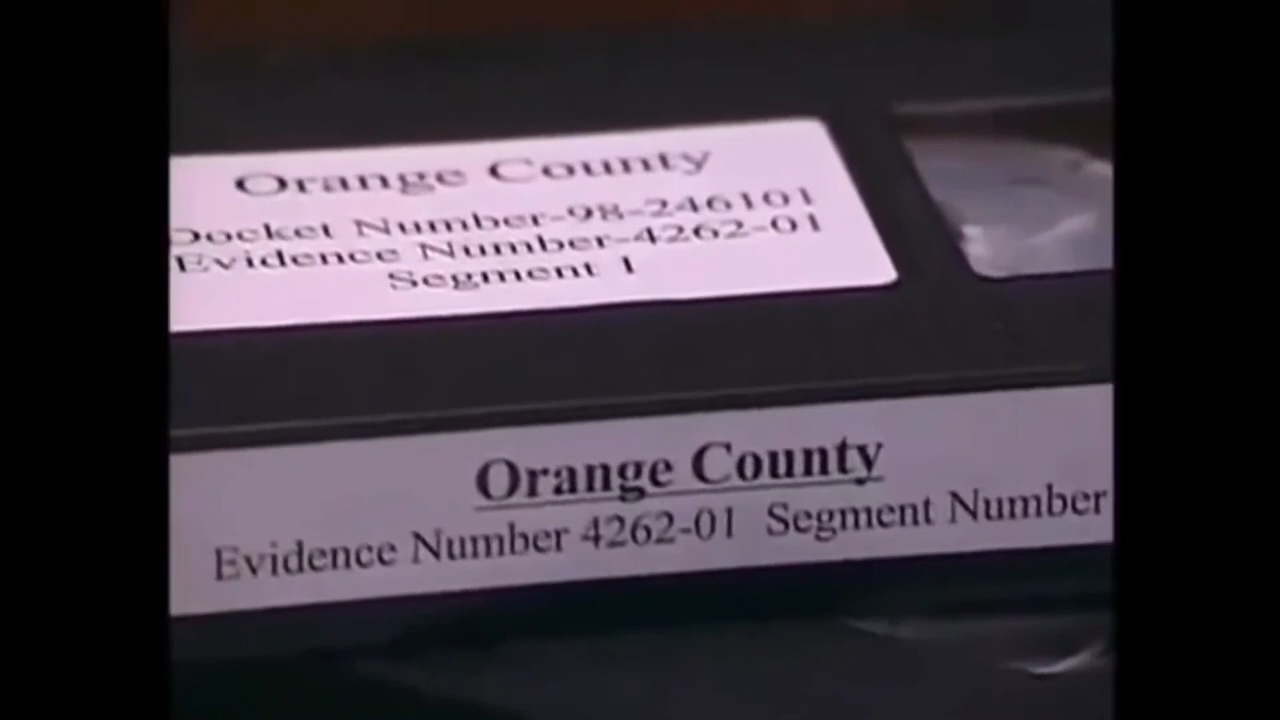 Orange County
Docket Number-98-246101
Evidence Number-4262-01
Segment 1
Orange County
Evidence Number 4262-01 Segment Number